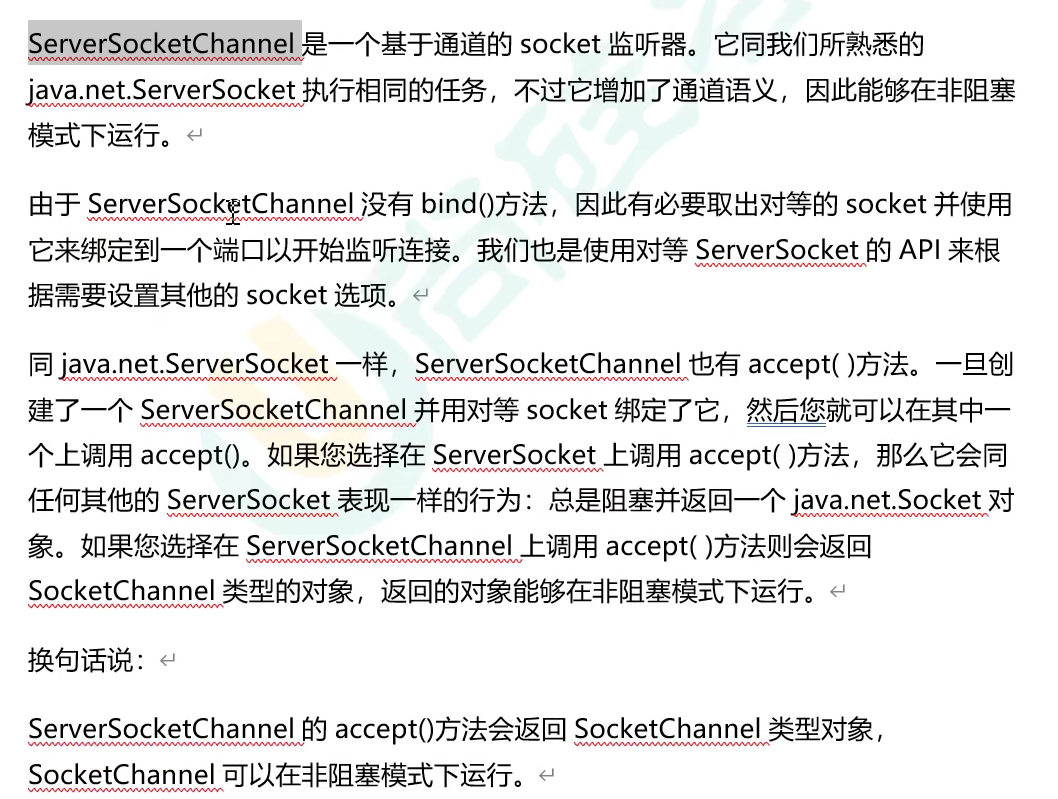 ServerSocketChannel 是一个基于通道的 socket 监听器。它同我们所熟悉的
java.net.ServerSocket 执行相同的任务，不过它增加了通道语义，因此能够在非阻塞
模式下运行。
由于 ServerSocketChannel 没有 bind()方法，因此有必要取出对等的 socket 并使用
它来绑定到一个端口以开始监听连接。我们也是使用对等 ServerSocket 的 API 来根
据需要设置其他的 socket 选项。
同 java.net.ServerSocket 一样，ServerSocketChannel 也有 accept( )方法。一旦创
建了一个 ServerSocketChannel 并用对等 socket 绑定了它，然后您就可以在其中一
个上调用 accept()。如果您选择在 ServerSocket 上调用 accept( )方法，那么它会同
任何其他的 ServerSocket 表现一样的行为：总是阻塞并返回一个 java.net.Socket 对
象。如果您选择在 ServerSocketChannel 上调用 accept( )方法则会返回
SocketChannel 类型的对象，返回的对象能够在非阻塞模式下运行。
换句话说：
ServerSocketChannel 的 accept()方法会返回 SocketChannel 类型对象，
SocketChannel 可以在非阻塞模式下运行。